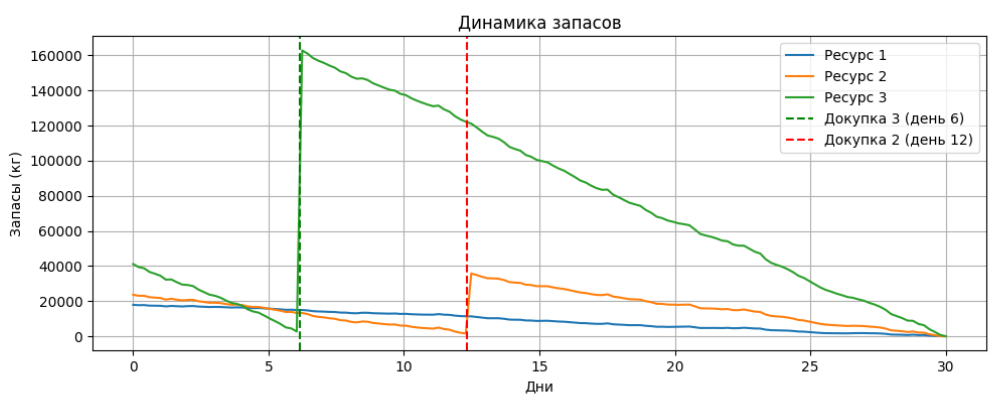 Динамика запасов
Запасы (кг)
160000
140000
120000
100000
80000
60000
40000
20000
0
Ресурс 1
Ресурс 2
Ресурс 3
Докупка 3 (день 6)
Докупка 2 (день 12)
0 5 10 15 20 25 30
Дни